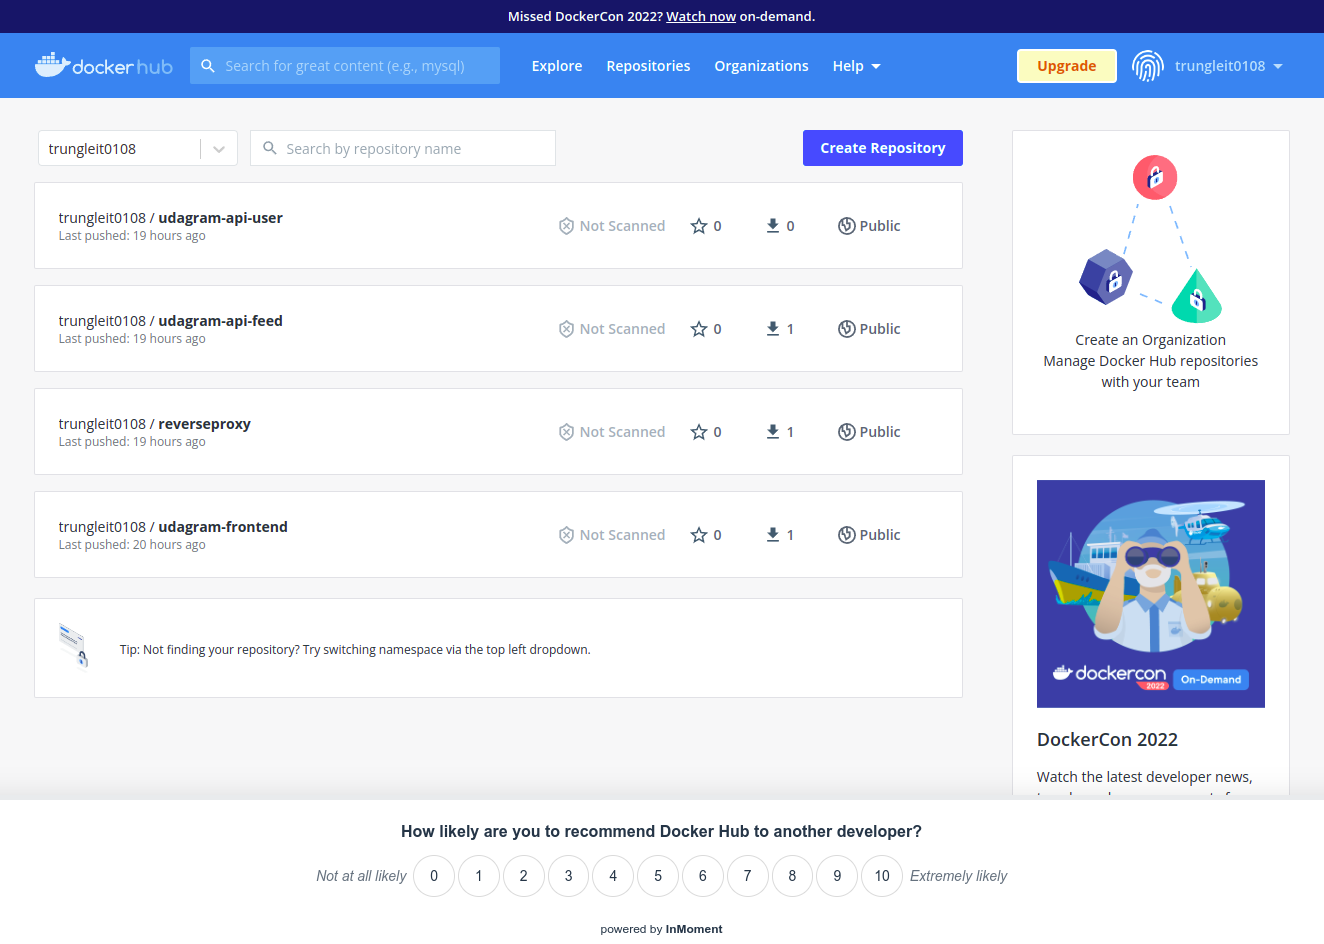 Missed DockerCon 2022? Watch now on-demand.
docker hub
Search for great content (e.g., mysql)
Explore
Repositories
Organizations
Help
Upgrade
trungleit0108
trungleit0108
Search by repository name
Create Repository
trungleit0108 / udagram-api-user
Last pushed: 19 hours ago
Not Scanned
0
0
Public
trungleit0108 / udagram-api-feed
Last pushed: 19 hours ago
Not Scanned
0
1
Public
trungleit0108 / reverseproxy
Last pushed: 19 hours ago
Not Scanned
0
1
Public
trungleit0108 / udagram-frontend
Last pushed: 20 hours ago
Not Scanned
0
1
Public
Tip: Not finding your repository? Try switching namespace via the top left dropdown.
Create an Organization
Manage Docker Hub repositories
with your team
dockercon
2022
On-Demand
DockerCon 2022
Watch the latest developer news,
How likely are you to recommend Docker Hub to another developer?
Not at all likely
0
1
2
3
4
5
6
7
8
9
10
Extremely likely
powered by InMoment